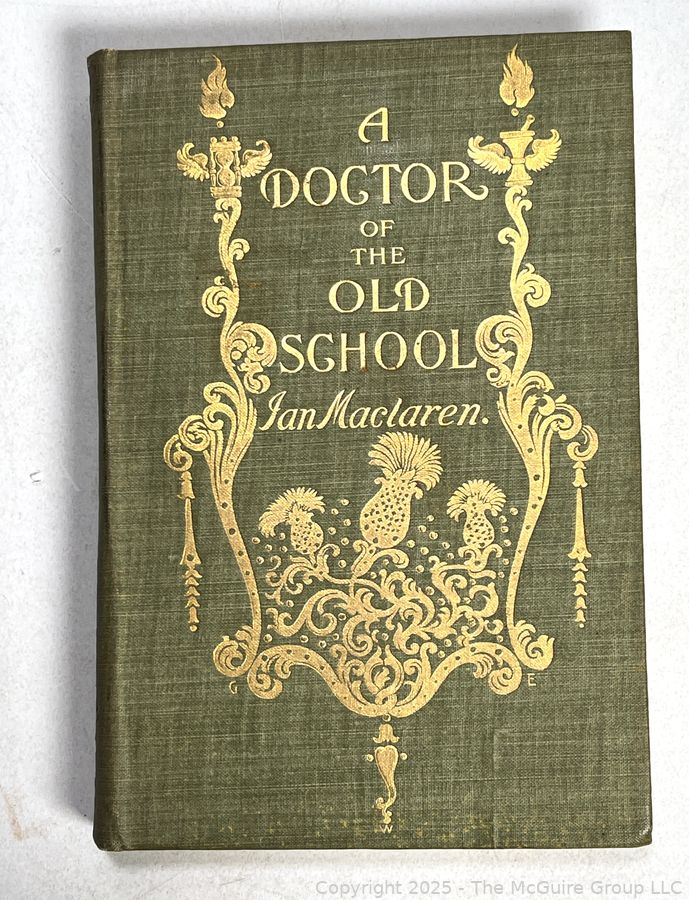 A
DOCTOR
OF
THE
OLD
SCHOOL
Ian Maclaren.
G E
W
Copyright 2025 - The McGuire Group LLC